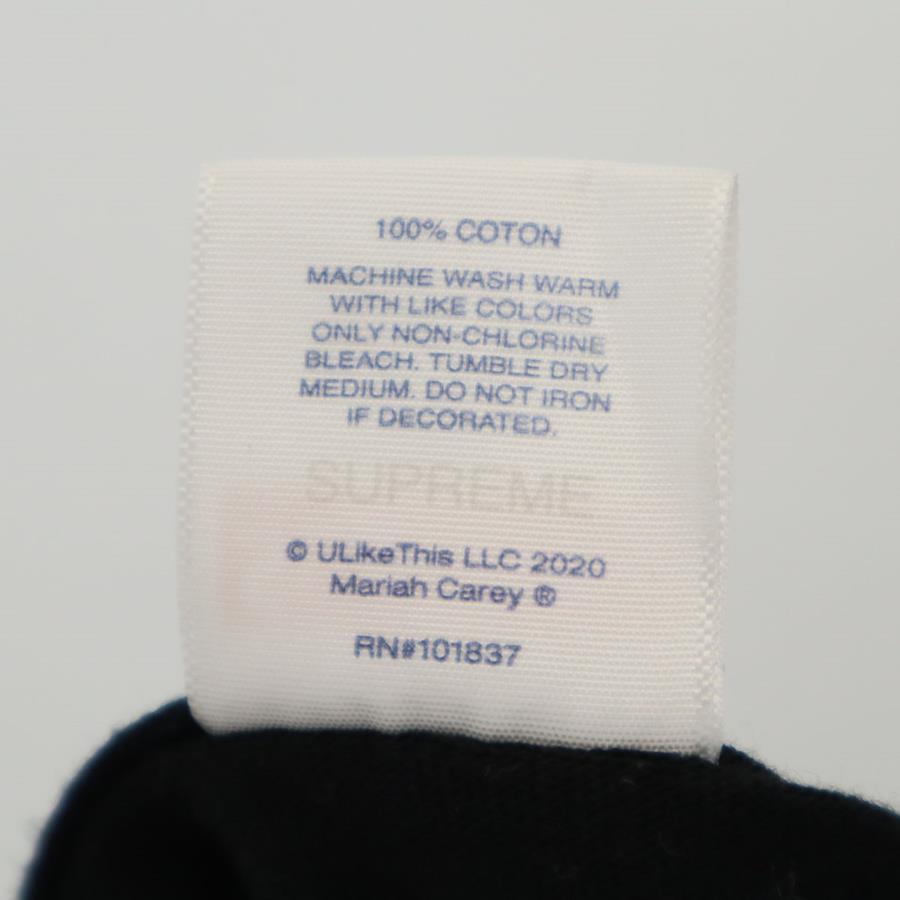 100% COTON
MACHINE WASH WARM
WITH LIKE COLORS
ONLY NON-CHLORINE
BLEACH. TUMBLE DRY
MEDIUM. DO NOT IRON
IF DECORATED.
SUPREME
© ULikeThis LLC 2020
Mariah Carey ®
RN#101837